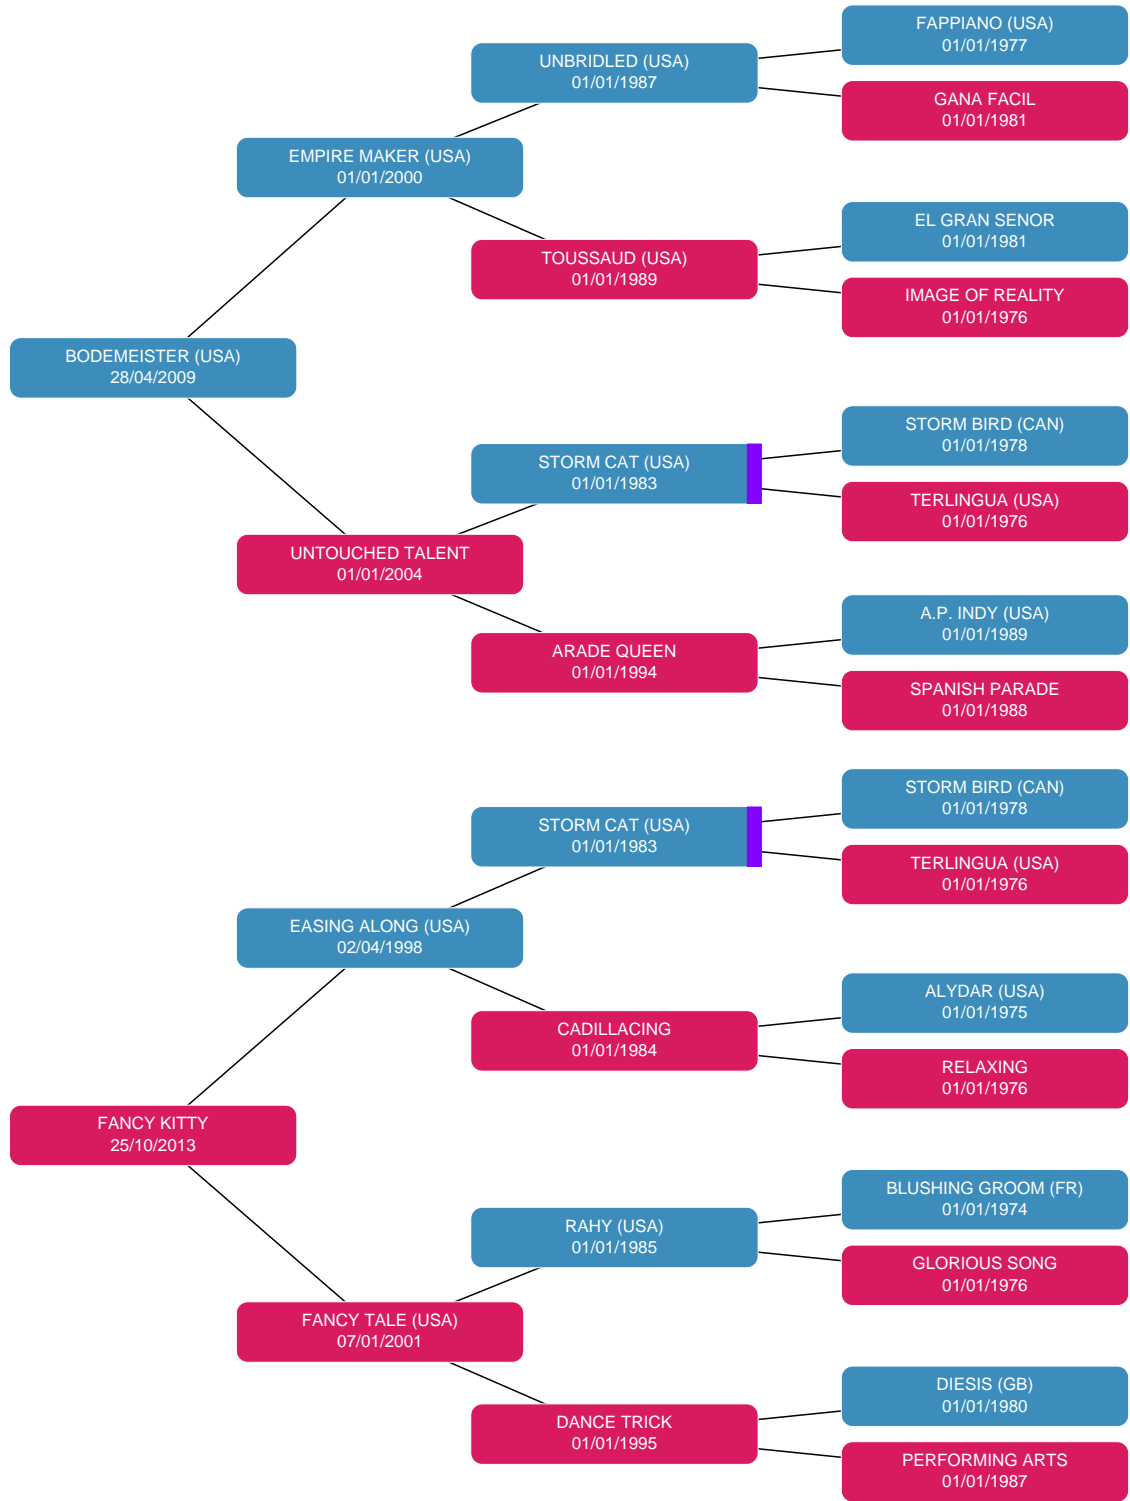 FAPPIANO (USA)
01/01/1977
UNBRIDLED (USA)
01/01/1987
GANA FACIL
01/01/1981
EMPIRE MAKER (USA)
01/01/2000
EL GRAN SENOR
01/01/1981
TOUSSAUD (USA)
01/01/1989
IMAGE OF REALITY
01/01/1976
BODEMEISTER (USA)
28/04/2009
STORM BIRD (CAN)
01/01/1978
STORM CAT (USA)
01/01/1983
TERLINGUA (USA)
01/01/1976
UNTOUCHED TALENT
01/01/2004
A.P. INDY (USA)
01/01/1989
ARADE QUEEN
01/01/1994
SPANISH PARADE
01/01/1988
STORM BIRD (CAN)
01/01/1978
STORM CAT (USA)
01/01/1983
TERLINGUA (USA)
01/01/1976
EASING ALONG (USA)
02/04/1998
ALYDAR (USA)
01/01/1975
CADILLACING
01/01/1984
RELAXING
01/01/1976
FANCY KITTY
25/10/2013
BLUSHING GROOM (FR)
01/01/1974
RAHY (USA)
01/01/1985
GLORIOUS SONG
01/01/1976
FANCY TALE (USA)
07/01/2001
DIESIS (GB)
01/01/1980
DANCE TRICK
01/01/1995
PERFORMING ARTS
01/01/1987